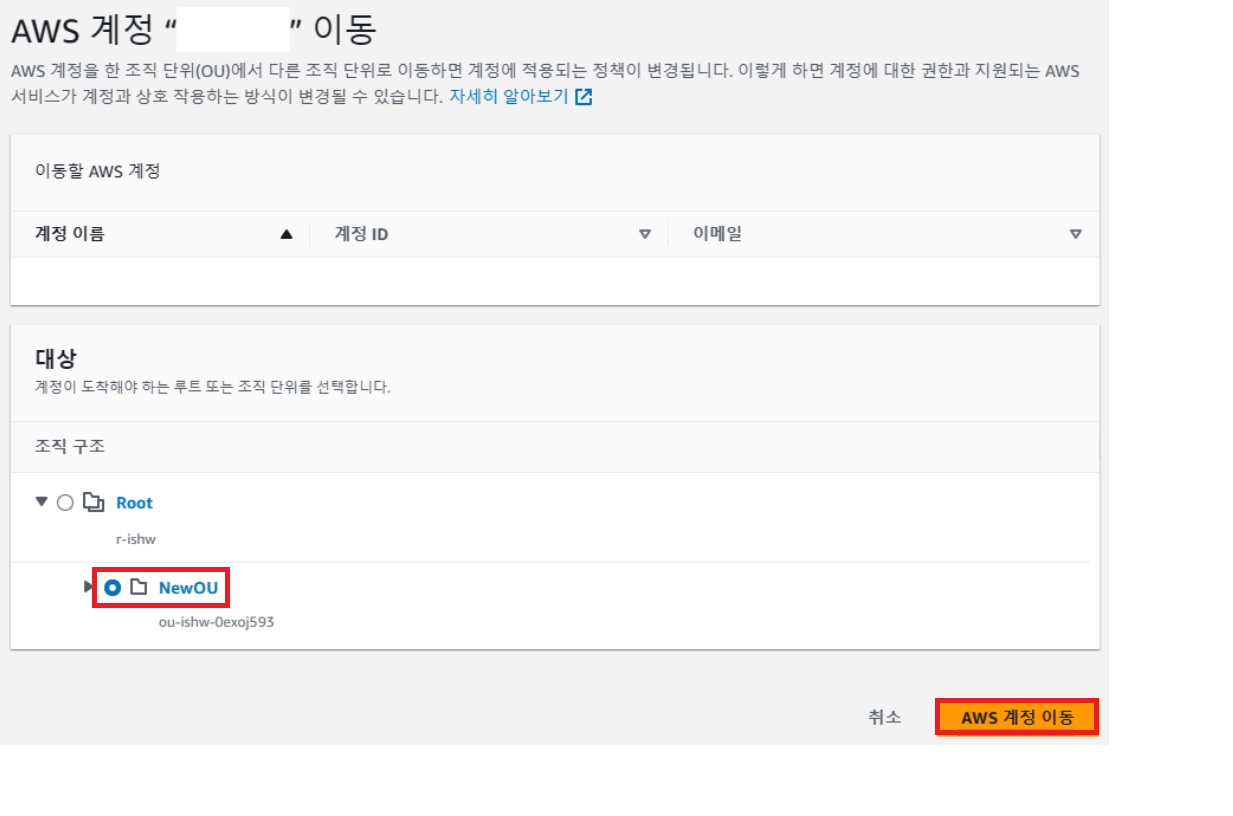 AWS 계정 “ ” 이동
AWS 계정을 한 조직 단위(OU)에서 다른 조직 단위로 이동하면 계정에 적용되는 정책이 변경됩니다. 이렇게 하면 계정에 대한 권한과 지원되는 AWS
서비스가 계정과 상호 작용하는 방식이 변경될 수 있습니다. 자세히 알아보기
이동할 AWS 계정
계정 이름 계정 ID 이메일
대상
계정이 도착해야 하는 루트 또는 조직 단위를 선택합니다.
조직 구조
Root
r-ishw
NewOU
ou-ishw-0exoj593
취소 AWS 계정 이동